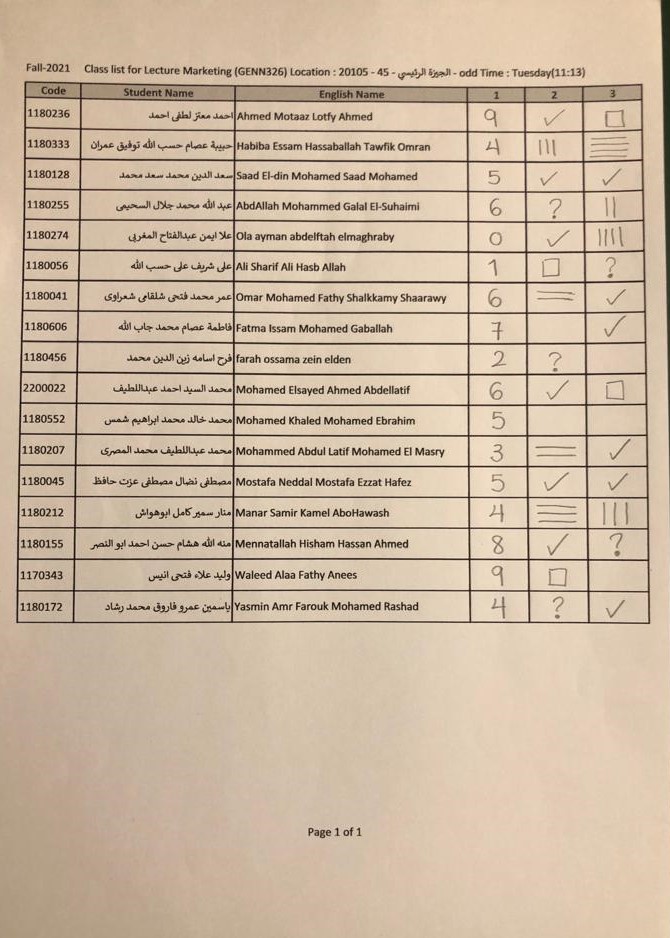 Fall-2021 Class list for Lecture Marketing (GENN326) Location : 20105 - 45 - الجيزة الرئيسي - odd Time : Tuesday(11:13)
Code Student Name English Name 1 2 3
1180236 احمد معتز لطفى احمد Ahmed Motaaz Lotfy Ahmed 9 ✓ □
1180333 حبيبة عصام حسب الله توفيق عمران Habiba Essam Hassaballah Tawfik Omran 4 ||| ☰
1180128 سعد الدين محمد سعد محمد Saad El-din Mohamed Saad Mohamed 5 ✓ ✓
1180255 عبد الله محمد جلال السحيمى AbdAllah Mohammed Galal El-Suhaimi 6 ? ||
1180274 علا ايمن عبدالفتاح المغربي Ola ayman abdelftah elmaghraby 0 ✓ ||||
1180056 على شريف على حسب الله Ali Sharif Ali Hasb Allah 1 □ ?
1180041 عمر محمد فتحى شلقامى شعراوى Omar Mohamed Fathy Shalkkamy Shaarawy 6 = ✓
1180606 فاطمة عصام محمد جاب الله Fatma Issam Mohamed Gaballah 7 ✓
1180456 فرح اسامه زين الدين محمد farah ossama zein elden 2 ?
2200022 محمد السيد احمد عبداللطيف Mohamed Elsayed Ahmed Abdellatif 6 ✓ □
1180552 محمد خالد محمد ابراهيم شمس Mohamed Khaled Mohamed Ebrahim 5
1180207 محمد عبداللطيف محمد المصرى Mohammed Abdul Latif Mohamed El Masry 3 = ✓
1180045 مصطفى نضال مصطفى عزت حافظ Mostafa Neddal Mostafa Ezzat Hafez 5 ✓ ✓
1180212 منار سمير كامل ابوهواش Manar Samir Kamel AboHawash 4 ☰ |||
1180155 منه الله هشام حسن احمد ابو النصر Mennatallah Hisham Hassan Ahmed 8 ✓ ?
1170343 وليد علاء فتحى انيس Waleed Alaa Fathy Anees 9 □
1180172 ياسمين عمرو فاروق محمد رشاد Yasmin Amr Farouk Mohamed Rashad 4 ? ✓
Page 1 of 1